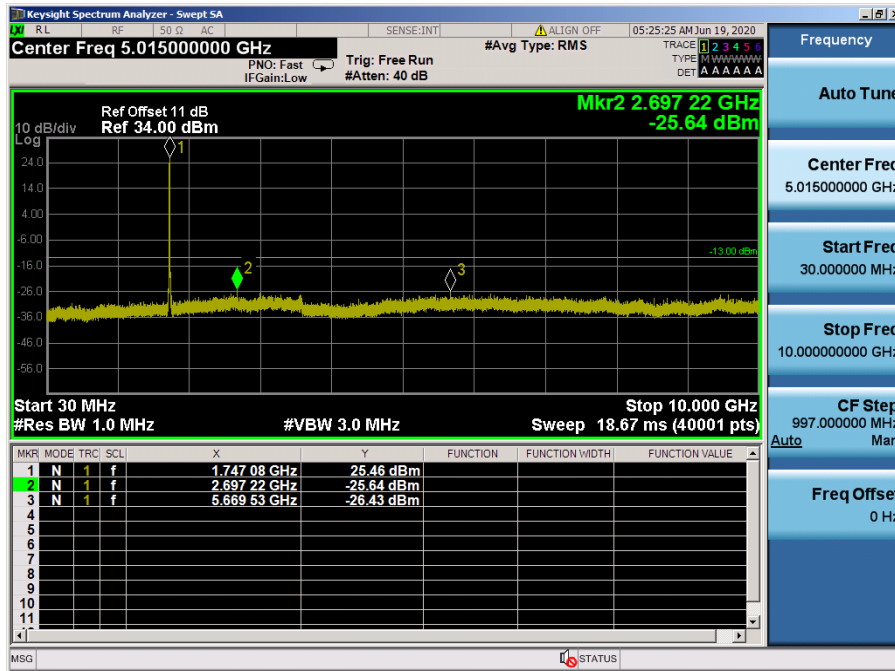 Keysight Spectrum Analyzer - Swept SA
LXI RL RF 50 Ω AC SENSE:INT ALIGN OFF 05:25:25 AM Jun 19, 2020
Center Freq 5.015000000 GHz
PNO: Fast
IFGain:Low
Trig: Free Run
#Atten: 40 dB
#Avg Type: RMS
TRACE 1 2 3 4 5 6
TYPE M WWWWW
DET A A A A A A
Ref Offset 11 dB
10 dB/div Ref 34.00 dBm
Log
Mkr2 2.697 22 GHz
-25.64 dBm
1
24.0
14.0
4.00
-6.00
-13.00 dBm
-16.0
2
3
-26.0
-36.0
-46.0
-56.0
Start 30 MHz Stop 10.000 GHz
#Res BW 1.0 MHz #VBW 3.0 MHz Sweep 18.67 ms (40001 pts)
MKR MODE TRC SCL X Y FUNCTION FUNCTION WIDTH FUNCTION VALUE
1 N 1 f 1.747 08 GHz 25.46 dBm
2 N 1 f 2.697 22 GHz -25.64 dBm
3 N 1 f 5.669 53 GHz -26.43 dBm
4
5
6
7
8
9
10
11
MSG STATUS
Frequency
Auto Tune
Center Freq
5.015000000 GHz
Start Freq
30.000000 MHz
Stop Freq
10.000000000 GHz
CF Step
997.000000 MHz
Auto Man
Freq Offset
0 Hz